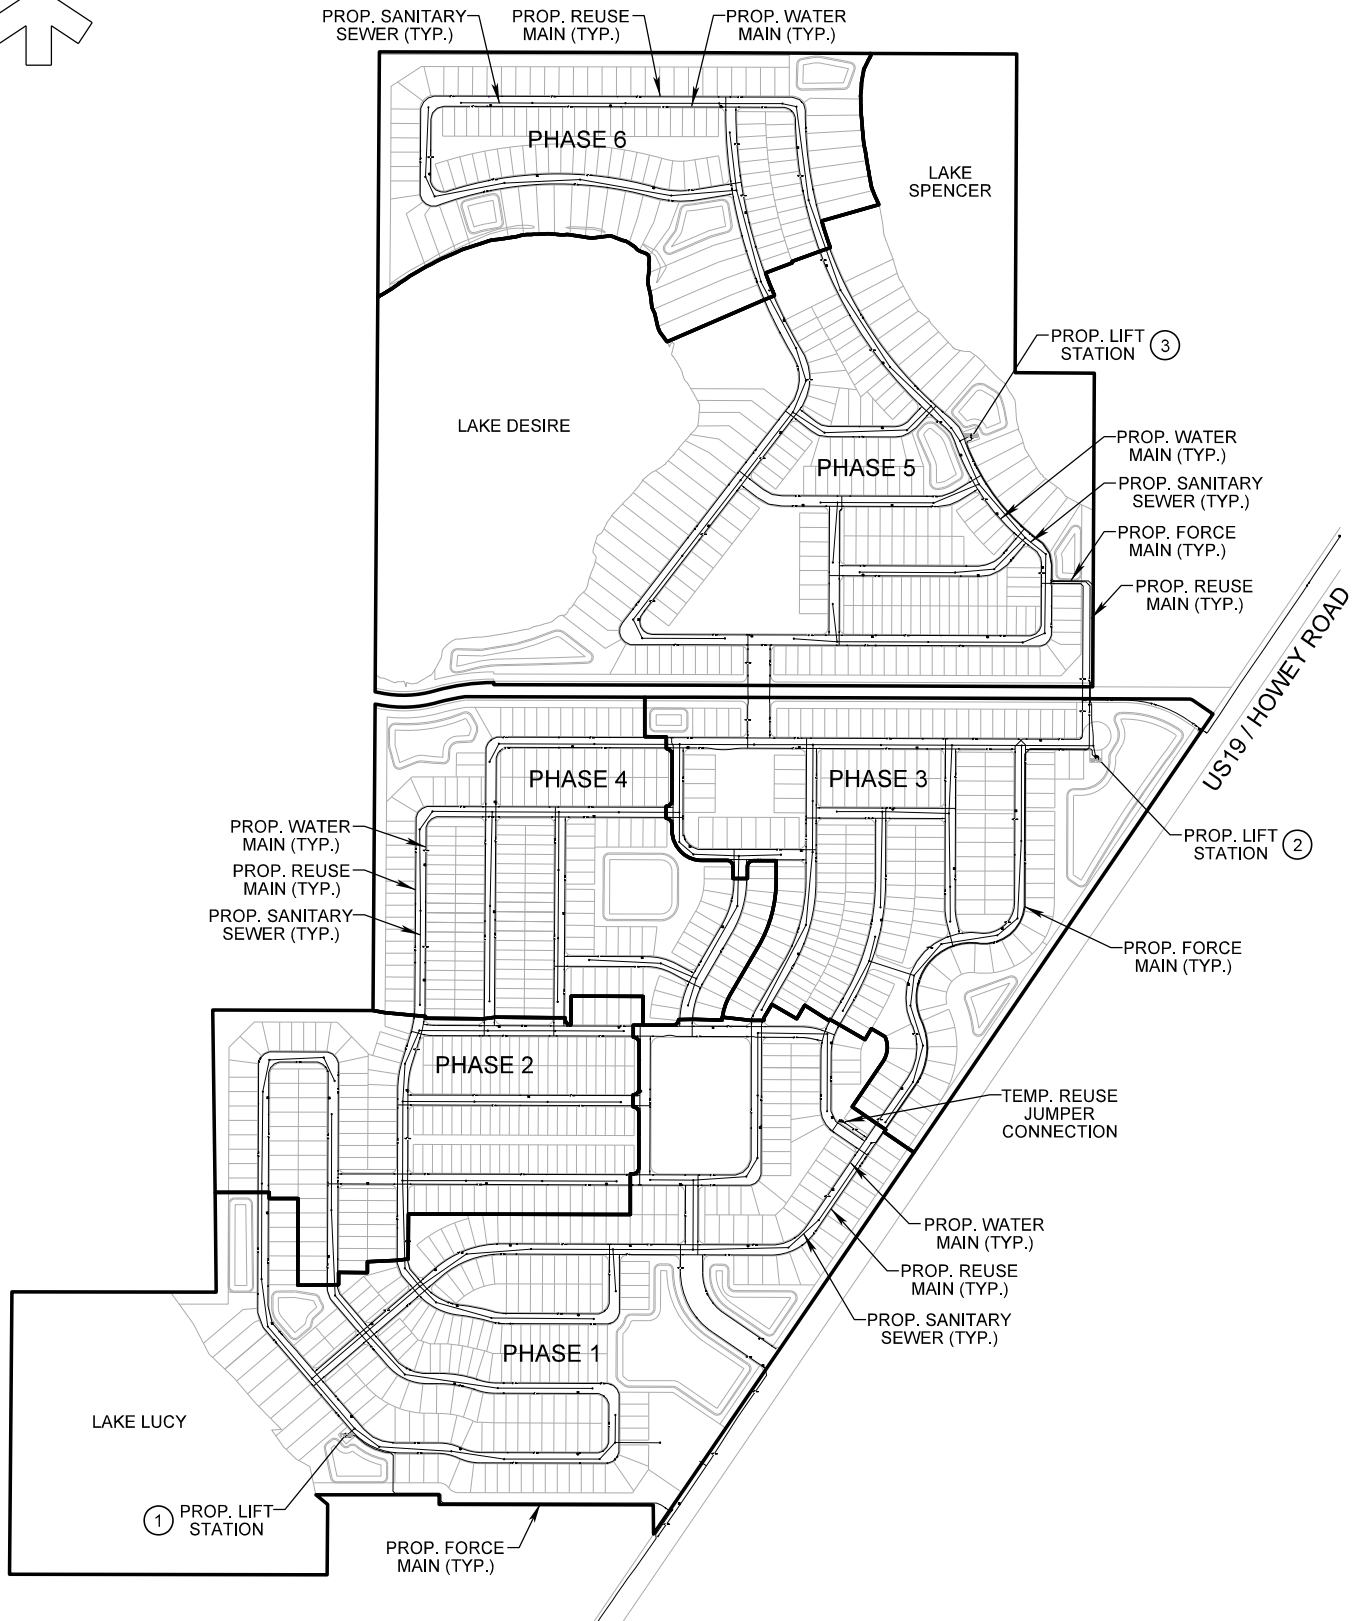 PROP. SANITARY
SEWER (TYP.)
PROP. REUSE
MAIN (TYP.)
PROP. WATER
MAIN (TYP.)
PHASE 6
LAKE
SPENCER
PROP. LIFT
STATION
3
LAKE DESIRE
PROP. WATER
MAIN (TYP.)
PHASE 5
PROP. SANITARY
SEWER (TYP.)
PROP. FORCE
MAIN (TYP.)
PROP. REUSE
MAIN (TYP.)
US19 / HOWEY ROAD
PHASE 4
PHASE 3
PROP. WATER
MAIN (TYP.)
PROP. REUSE
MAIN (TYP.)
PROP. SANITARY
SEWER (TYP.)
PROP. LIFT
STATION
2
PROP. FORCE
MAIN (TYP.)
PHASE 2
TEMP. REUSE
JUMPER
CONNECTION
PROP. WATER
MAIN (TYP.)
PROP. REUSE
MAIN (TYP.)
PROP. SANITARY
SEWER (TYP.)
PHASE 1
LAKE LUCY
1
PROP. LIFT
STATION
PROP. FORCE
MAIN (TYP.)